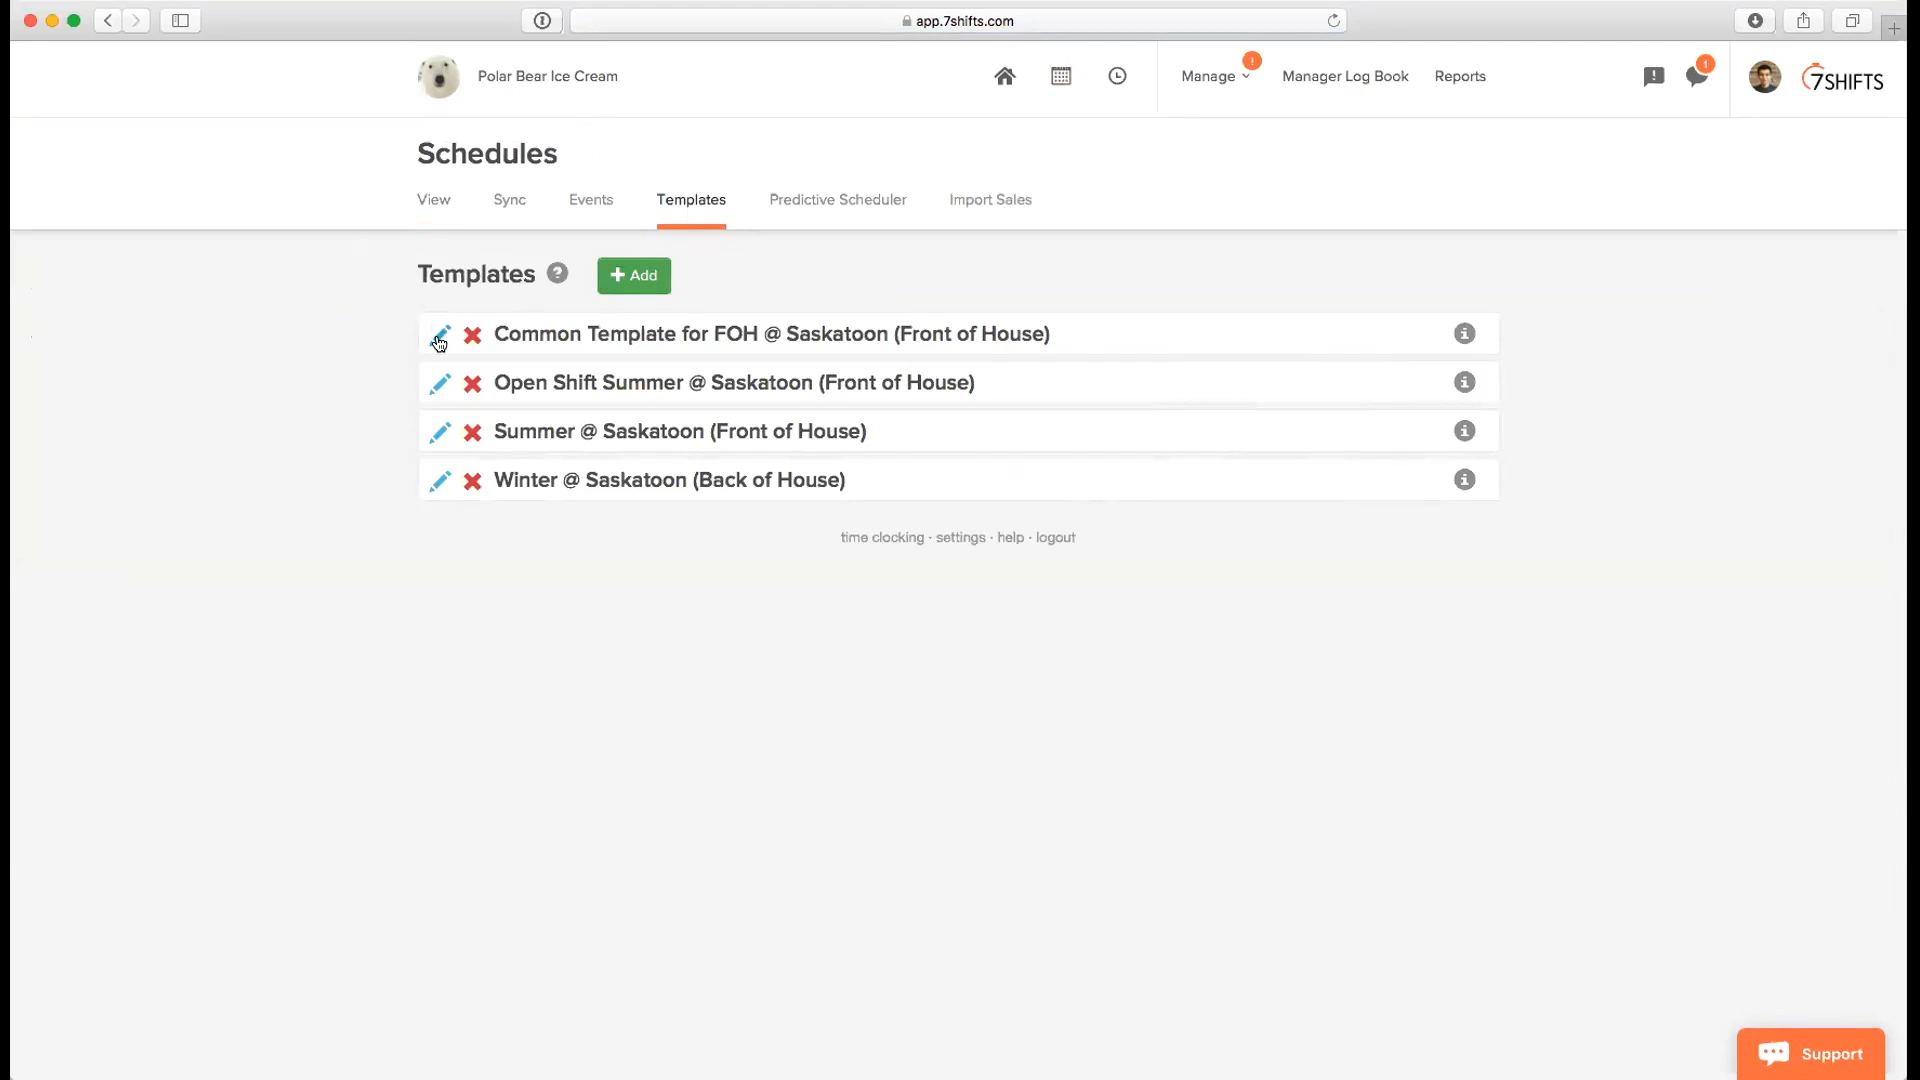 app.7shifts.com
Polar Bear Ice Cream
Manage
!
Manager Log Book
Reports
1
7SHIFTS
Schedules
View
Sync
Events
Templates
Predictive Scheduler
Import Sales
Templates
+ Add
Common Template for FOH @ Saskatoon (Front of House)
Open Shift Summer @ Saskatoon (Front of House)
Summer @ Saskatoon (Front of House)
Winter @ Saskatoon (Back of House)
time clocking · settings · help · logout
Support